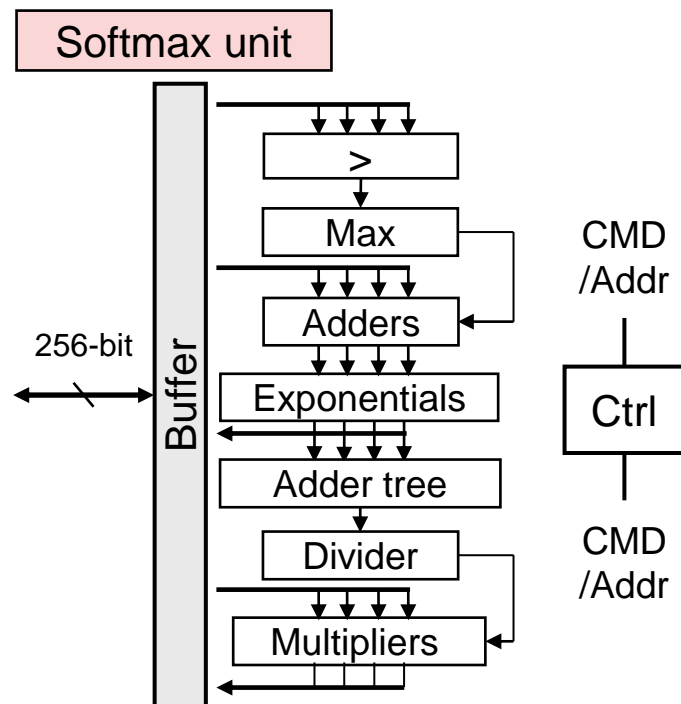 Softmax unit
>
Max
CMD
/Addr
Adders
256-bit
Buffer
Exponentials
Ctrl
Adder tree
Divider
CMD
/Addr
Multipliers